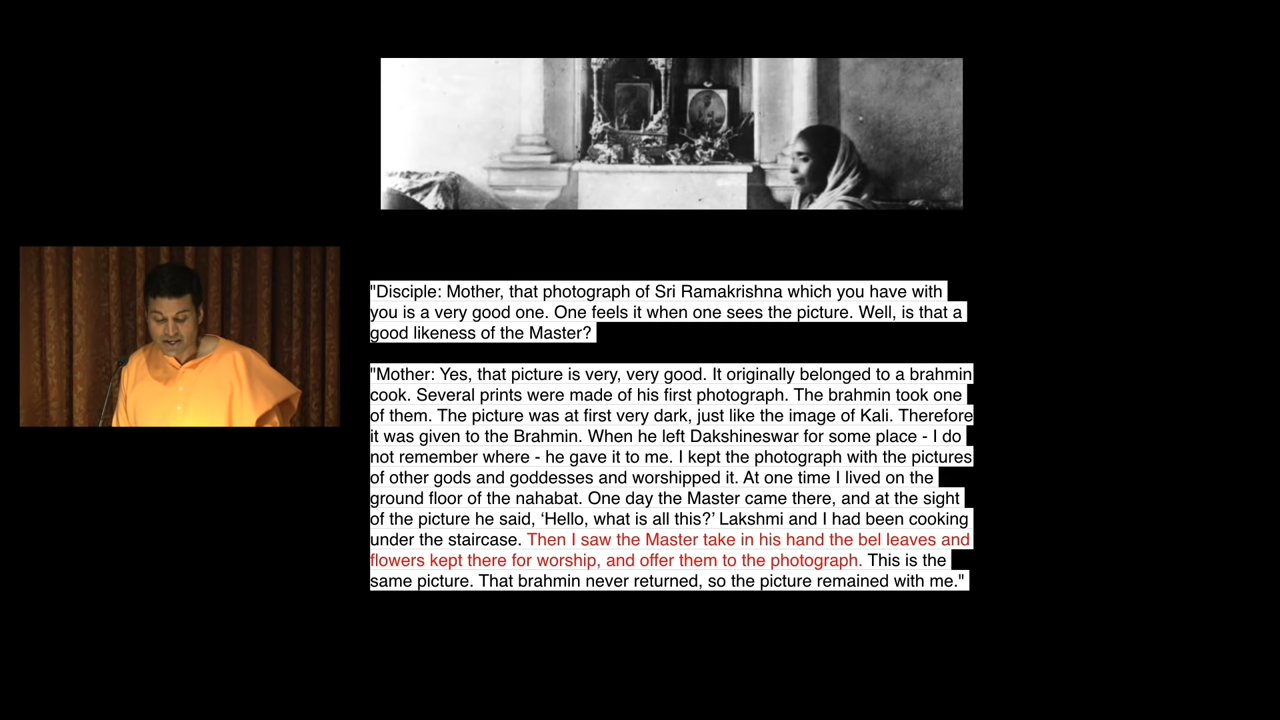 "Disciple: Mother, that photograph of Sri Ramakrishna which you have with
you is a very good one. One feels it when one sees the picture. Well, is that a
good likeness of the Master?
"Mother: Yes, that picture is very, very good. It originally belonged to a brahmin
cook. Several prints were made of his first photograph. The brahmin took one
of them. The picture was at first very dark, just like the image of Kali. Therefore
it was given to the Brahmin. When he left Dakshineswar for some place - I do
not remember where - he gave it to me. I kept the photograph with the pictures
of other gods and goddesses and worshipped it. At one time I lived on the
ground floor of the nahabat. One day the Master came there, and at the sight
of the picture he said, ‘Hello, what is all this?’ Lakshmi and I had been cooking
under the staircase. Then I saw the Master take in his hand the bel leaves and
flowers kept there for worship, and offer them to the photograph. This is the
same picture. That brahmin never returned, so the picture remained with me."